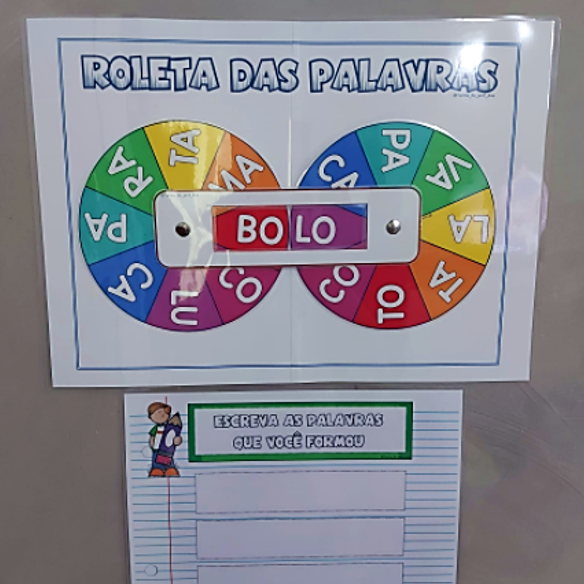 ROLETA DAS PALAVRAS
TA
MA
RA
PA
CA
LU
CO
BO LO
CA
PA
VA
LA
TA
TO
CO
ESCREVA AS PALAVRAS
QUE VOCÊ FORMOU